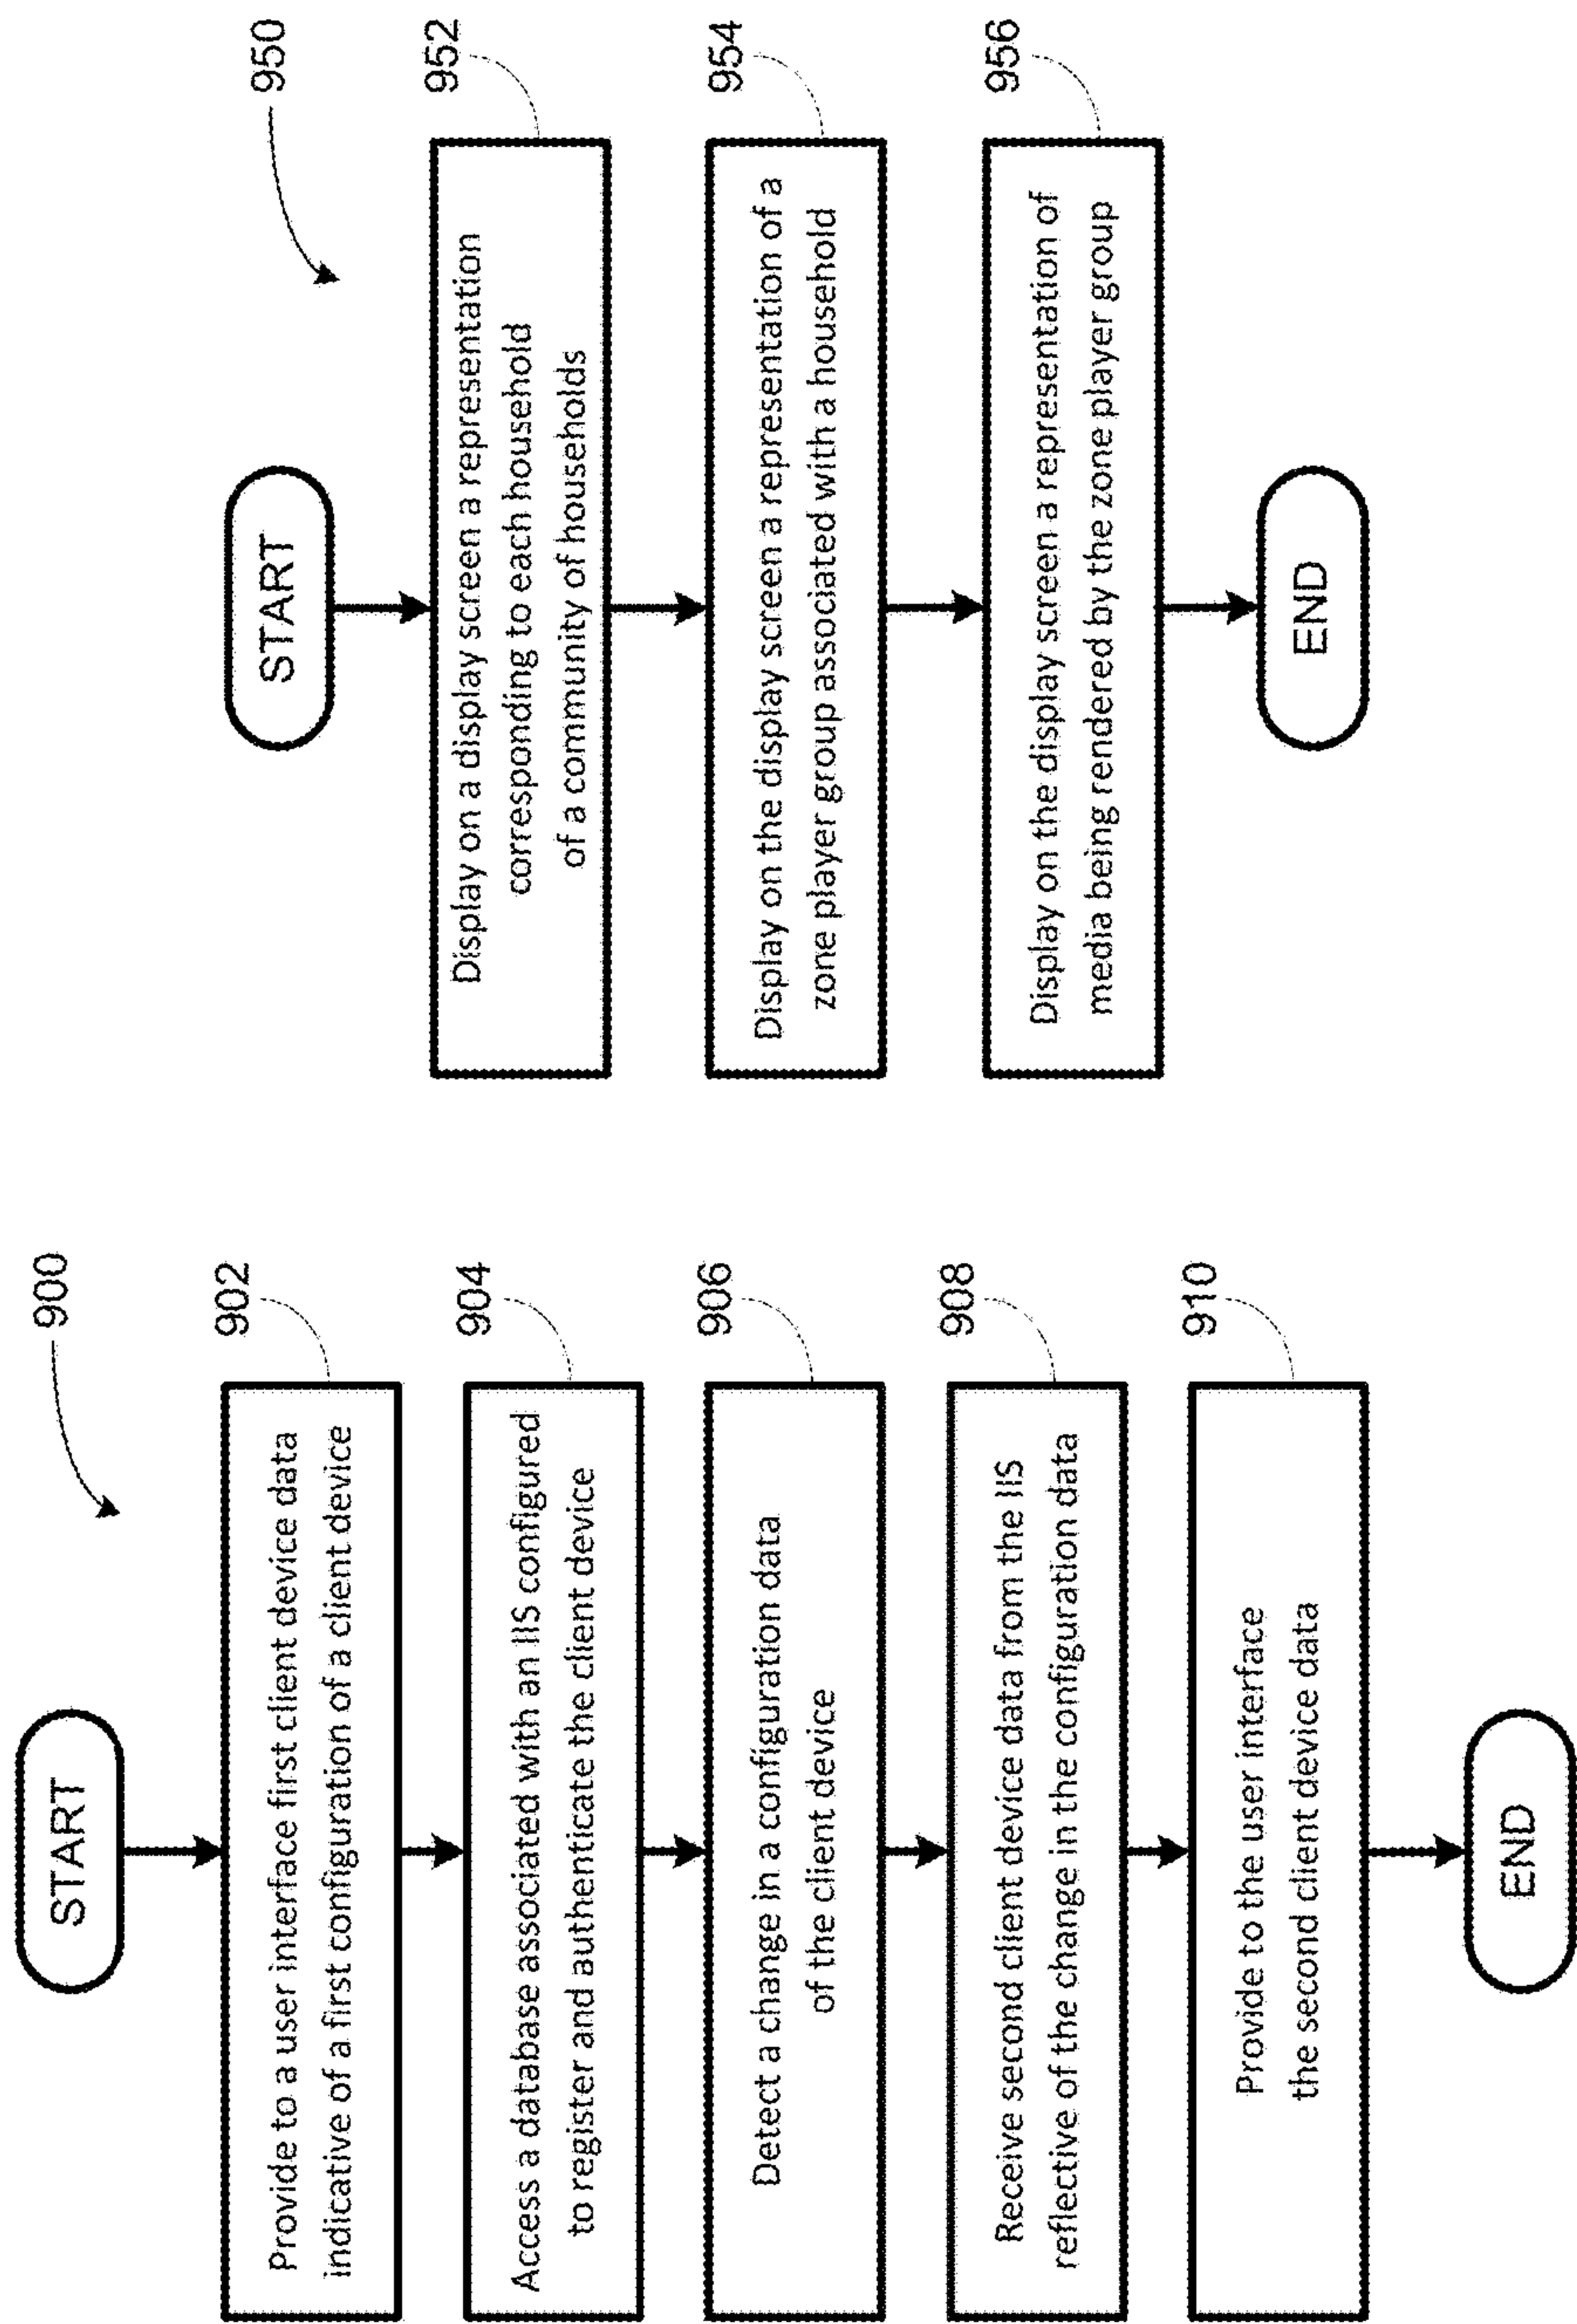 900
START
902
Provide to a user interface first client device data
indicative of a first configuration of a client device
904
Access a database associated with an IIS configured
to register and authenticate the client device
906
Detect a change in a configuration data
of the client device
908
Receive second client device data from the IIS
reflective of the change in the configuration data
910
Provide to the user interface
the second client device data
END
950
START
952
Display on a display screen a representation
corresponding to each household
of a community of households
954
Display on the display screen a representation of a
zone player group associated with a household
956
Display on the display screen a representation of
media being rendered by the zone player group
END